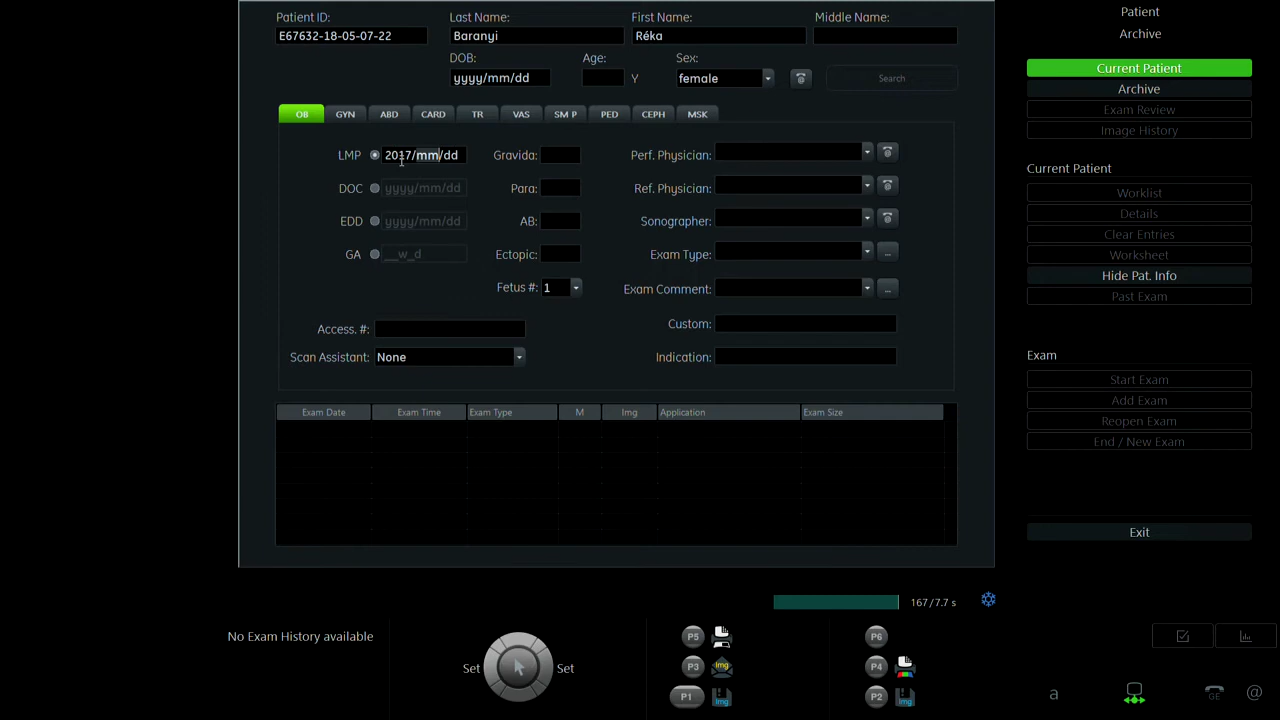 Patient ID: Last Name: First Name: Middle Name:
E67632-18-05-07-22 Baranyi Réka
DOB: Age: Sex:
yyyy/mm/dd Y female Search
OB GYN ABD CARD TR VAS SM P PED CEPH MSK
LMP 2017/mm/dd Gravida: Perf. Physician:
DOC yyyy/mm/dd Para: Ref. Physician:
EDD yyyy/mm/dd AB: Sonographer:
GA __w_d Ectopic: Exam Type: ...
Fetus #: 1 Exam Comment: ...
Access. #: Custom:
Scan Assistant: None Indication:
Exam Date Exam Time Exam Type M Img Application Exam Size
Patient
Archive
Current Patient
Archive
Exam Review
Image History
Current Patient
Worklist
Details
Clear Entries
Worksheet
Hide Pat. Info
Past Exam
Exam
Start Exam
Add Exam
Reopen Exam
End / New Exam
Exit
167/7.7 s
No Exam History available
Set Set
P5 P6
P3 Img P4
P1 Img P2 Img
a GE @